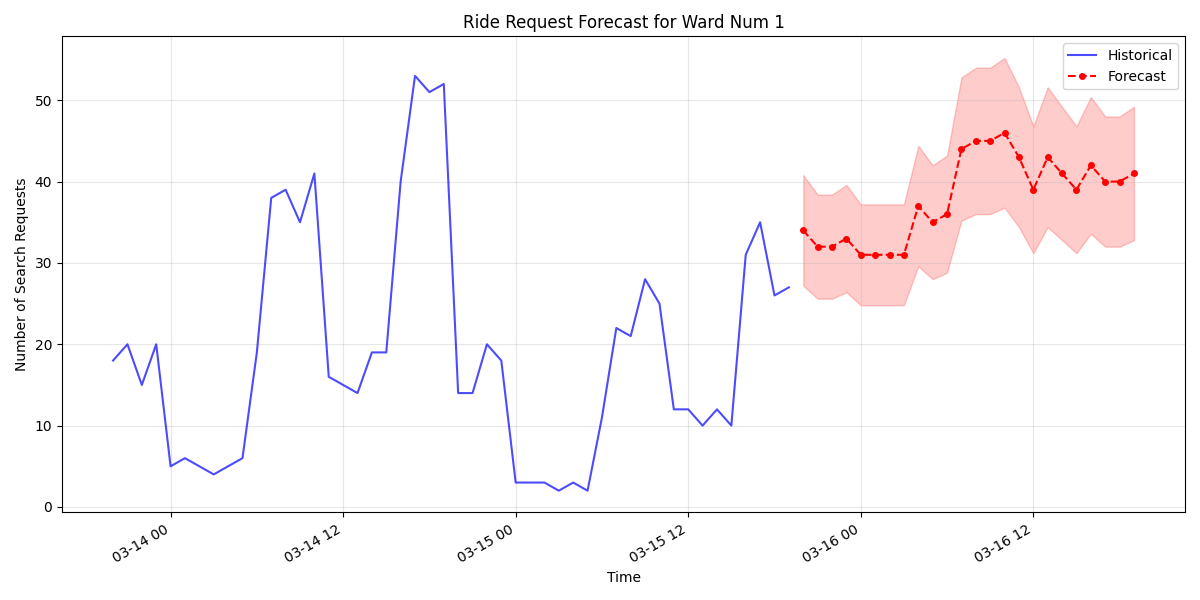 Ride Request Forecast for Ward Num 1
Historical
Forecast
Number of Search Requests
50
40
30
20
10
0
03-14 00
03-14 12
03-15 00
03-15 12
03-16 00
03-16 12
Time